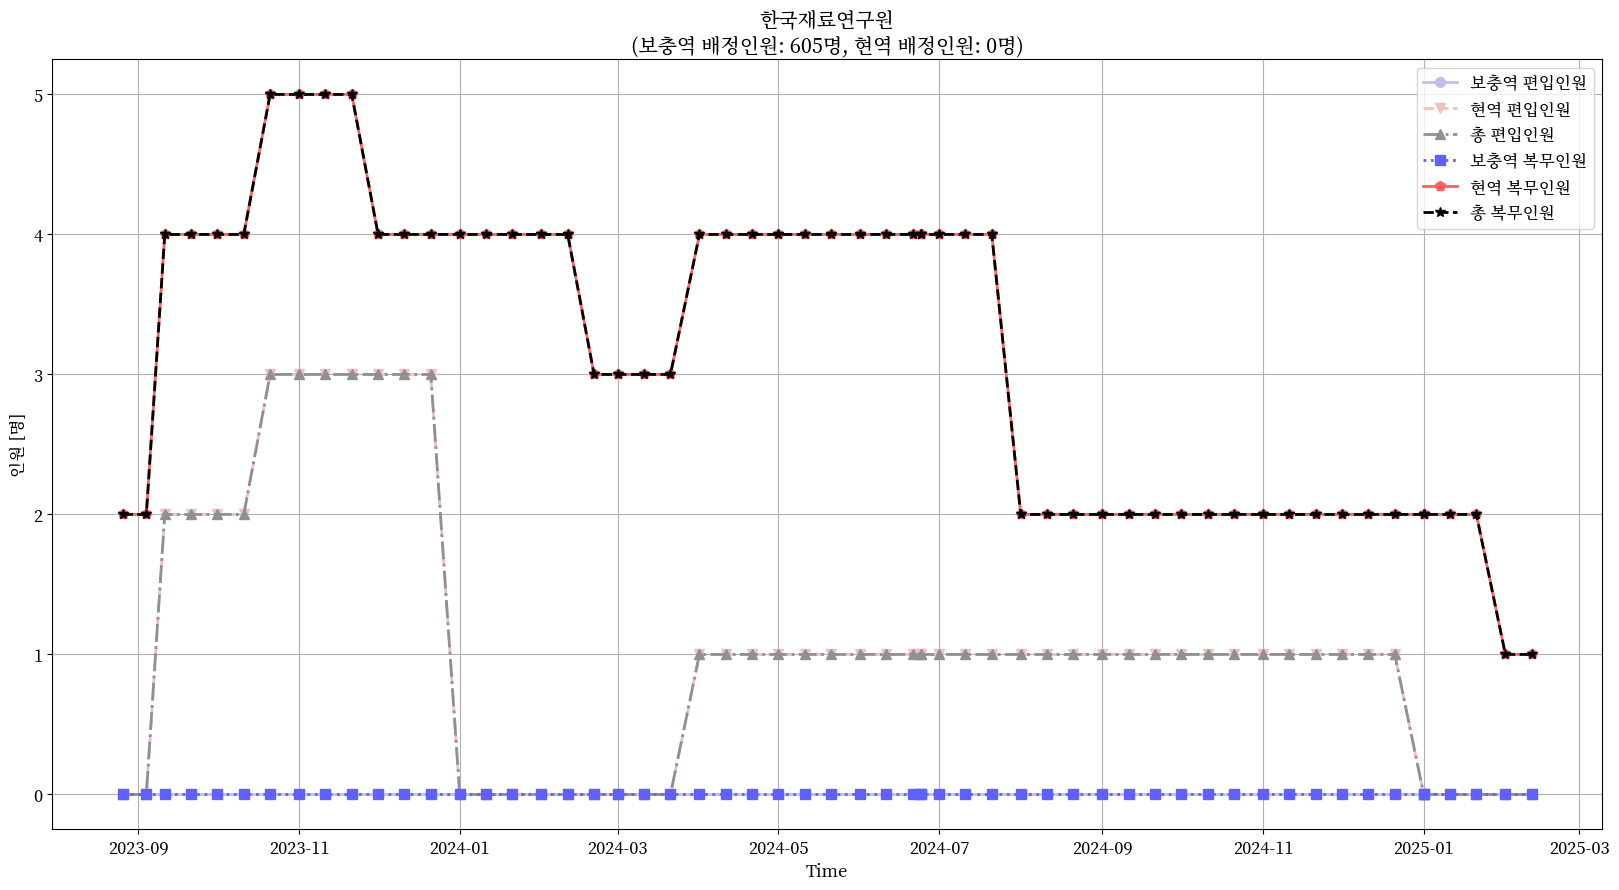 한국재료연구원
(보충역 배정인원: 605명, 현역 배정인원: 0명)
보충역 편입인원
현역 편입인원
총 편입인원
보충역 복무인원
현역 복무인원
총 복무인원
인원 [명]
5
4
3
2
1
0
2023-09
2023-11
2024-01
2024-03
2024-05
2024-07
2024-09
2024-11
2025-01
2025-03
Time